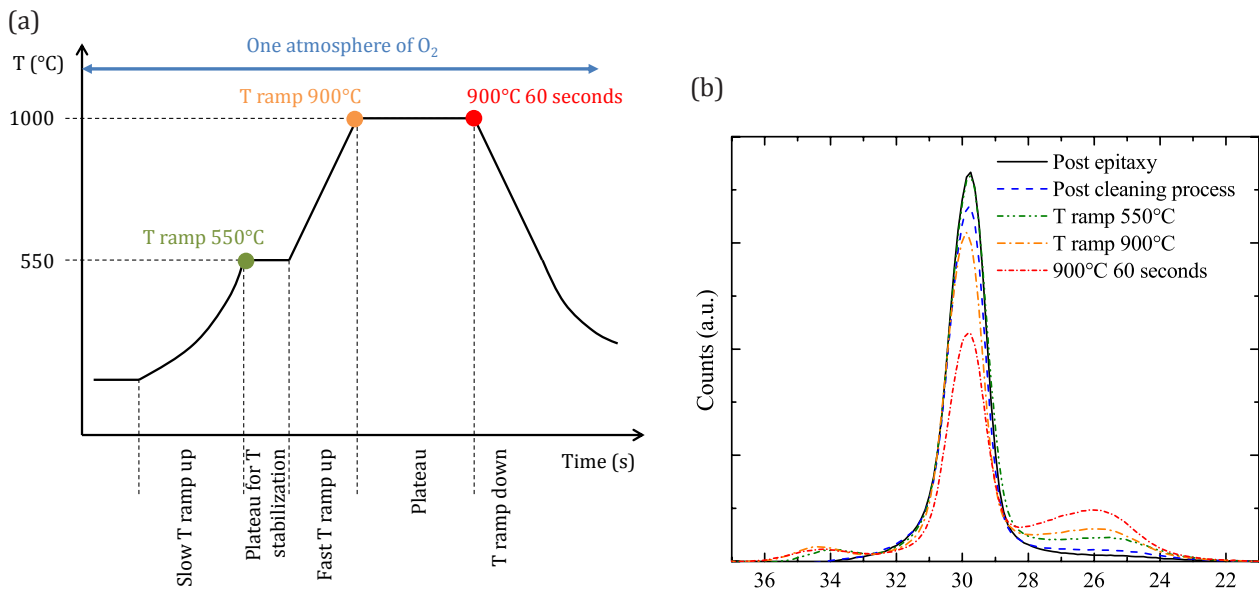 (a)
One atmosphere of O₂
T (°C)
T ramp 900°C
900°C 60 seconds
1000
T ramp 550°C
550
Time (s)
Slow T ramp up
Plateau for T
stabilization
Fast T ramp up
Plateau
T ramp down
(b)
Post epitaxy
Post cleaning process
T ramp 550°C
T ramp 900°C
900°C 60 seconds
Counts (a.u.)
36 34 32 30 28 26 24 22